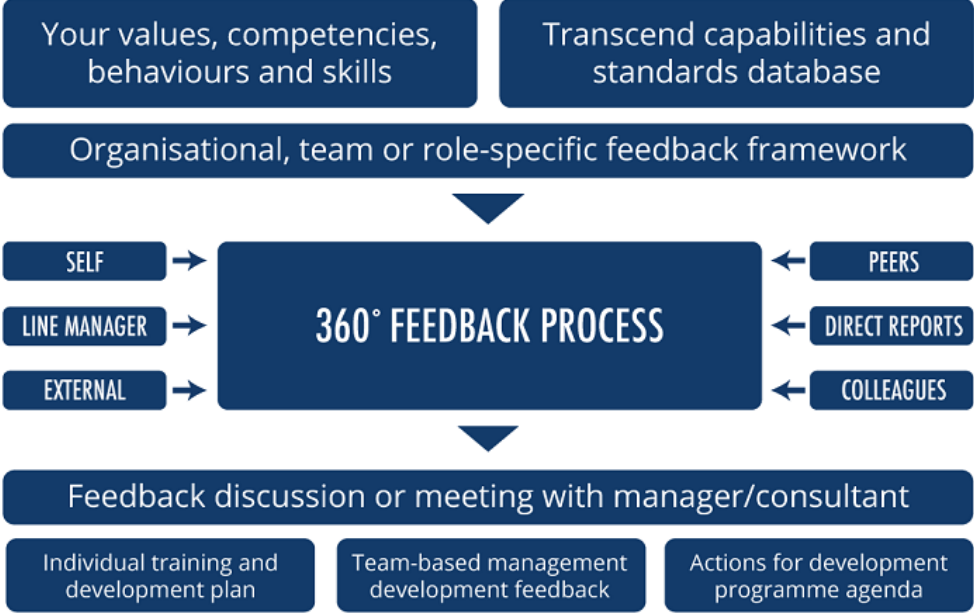 Your values, competencies,
behaviours and skills
Transcend capabilities and
standards database
Organisational, team or role-specific feedback framework
SELF
LINE MANAGER
EXTERNAL
360° FEEDBACK PROCESS
PEERS
DIRECT REPORTS
COLLEAGUES
Feedback discussion or meeting with manager/consultant
Individual training and
development plan
Team-based management
development feedback
Actions for development
programme agenda